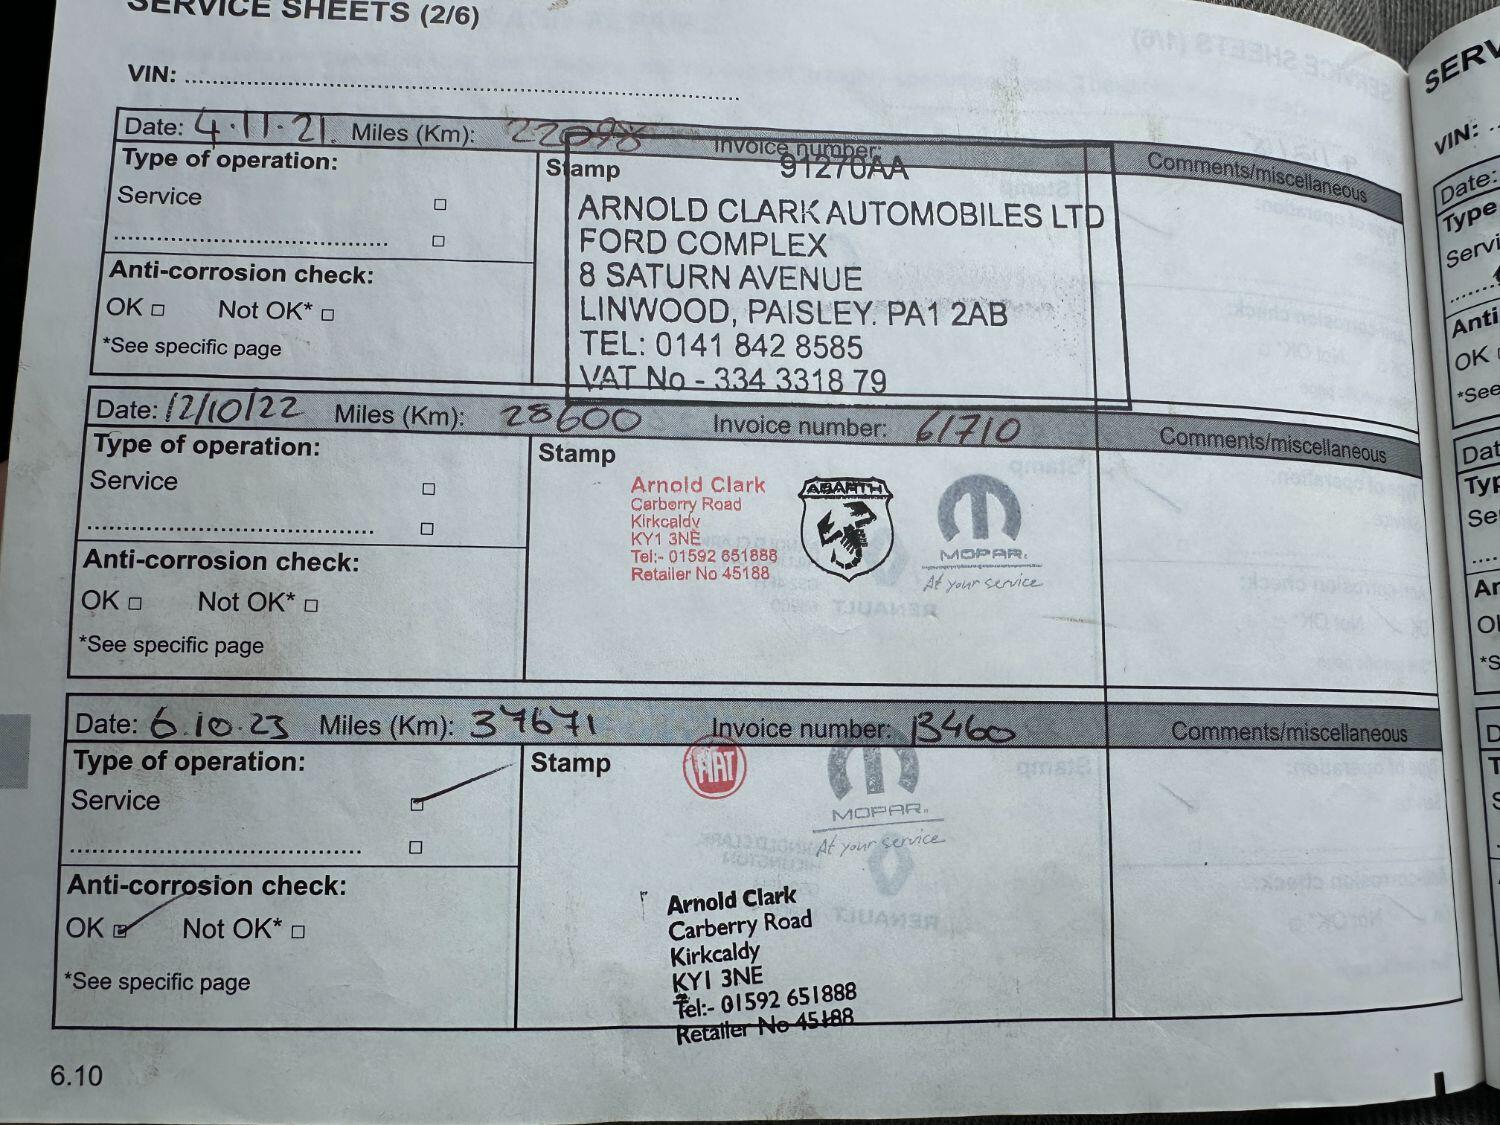 SERVICE SHEETS (2/6)
VIN:
Date: 4.11.21. Miles (Km): 22098 Invoice number:
Type of operation:
Service
Stamp
91270AA
ARNOLD CLARK AUTOMOBILES LTD
FORD COMPLEX
8 SATURN AVENUE
LINWOOD, PAISLEY. PA1 2AB
TEL: 0141 842 8585
VAT No - 334 3318 79
Comments/miscellaneous
Anti-corrosion check:
OK □ Not OK* □
*See specific page
Date: 12/10/22 Miles (Km): 28600 Invoice number: 61710
Type of operation:
Service
Stamp
Arnold Clark
Carberry Road
Kirkcaldy
KY1 3NE
Tel:- 01592 651888
Retailer No 45188
ABARTH
MOPAR.
At your service
Comments/miscellaneous
Anti-corrosion check:
OK □ Not OK* □
*See specific page
Date: 6.10.23 Miles (Km): 37671 Invoice number: 13460
Type of operation:
Service
Stamp
FIAT
MOPAR.
At your service
Arnold Clark
Carberry Road
Kirkcaldy
KY1 3NE
Tel:- 01592 651888
Retailer No 45188
Comments/miscellaneous
Anti-corrosion check:
OK Not OK* □
*See specific page
6.10
SERV
VIN:
Date:
Type
Servi
Anti
OK
*See